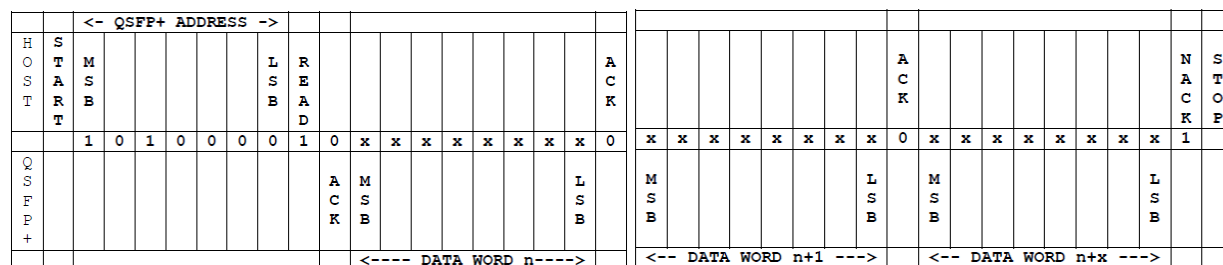 <- QSFP+ ADDRESS ->
HOST START MSB LSB READ ACK ACK NACK STOP
1 0 1 0 0 0 0 1 0 x x x x x x x x 0 x x x x x x x x 0 x x x x x x x x 1
QSFP+ ACK MSB LSB MSB LSB MSB LSB
<---- DATA WORD n----> <-- DATA WORD n+1 ---> <-- DATA WORD n+x --->